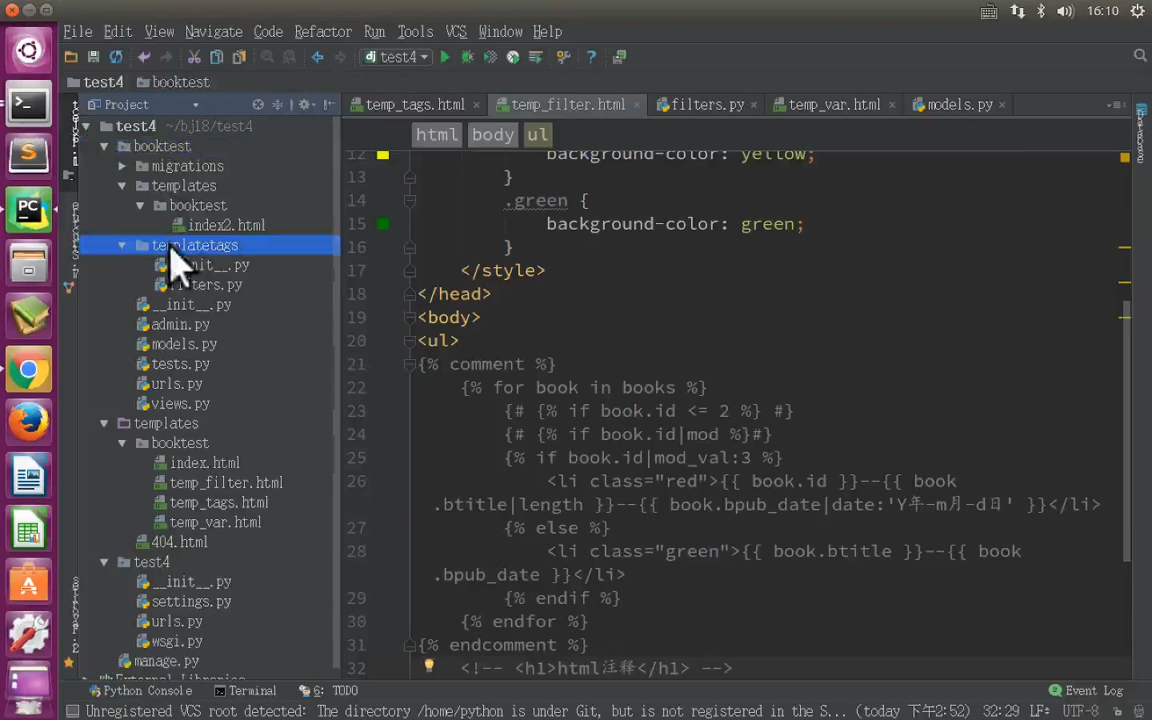 16:10
File Edit View Navigate Code Refactor Run Tools VCS Window Help
dj test4
test4 booktest
Project
temp_tags.html temp_filter.html filters.py temp_var.html models.py
html body ul
test4 ~/bj18/test4
booktest
migrations
templates
booktest
index2.html
templatetags
__init__.py
admin.py
models.py
tests.py
urls.py
views.py
templates
booktest
index.html
temp_filter.html
temp_tags.html
temp_var.html
404.html
test4
__init__.py
settings.py
urls.py
wsgi.py
manage.py
12 background-color: yellow;
13 }
14 .green {
15 background-color: green;
16 }
17 </style>
18 </head>
19 <body>
20 <ul>
21 {% comment %}
22 {% for book in books %}
23 {# {% if book.id <= 2 %} #}
24 {# {% if book.id|mod %}#}
25 {% if book.id|mod_val:3 %}
26 <li class="red">{{ book.id }}--{{ book
.btitle|length }}--{{ book.bpub_date|date:'Y年-m月-d日' }}</li>
27 {% else %}
28 <li class="green">{{ book.btitle }}--{{ book
.bpub_date }}</li>
29 {% endif %}
30 {% endfor %}
31 {% endcomment %}
32 <!-- <h1>html注释</h1> -->
Python Console Terminal 6: TODO Event Log
Unregistered VCS root detected: The directory /home/python is under Git, but is not registered in the S... (today 下午2:52) 32:29 LF÷ UTF-8